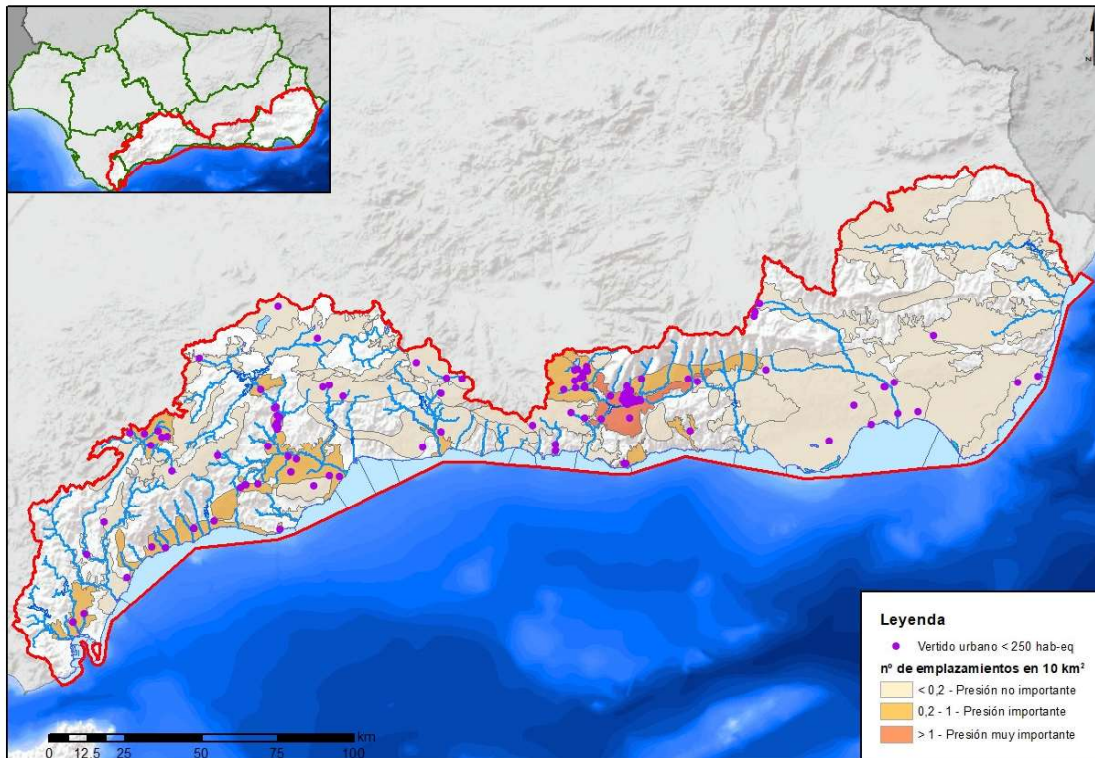 N
Leyenda
Vertido urbano < 250 hab-eq
nº de emplazamientos en 10 km²
< 0,2 - Presión no importante
0,2 - 1 - Presión importante
> 1 - Presión muy importante
km
0 12,5 25 50 75 100